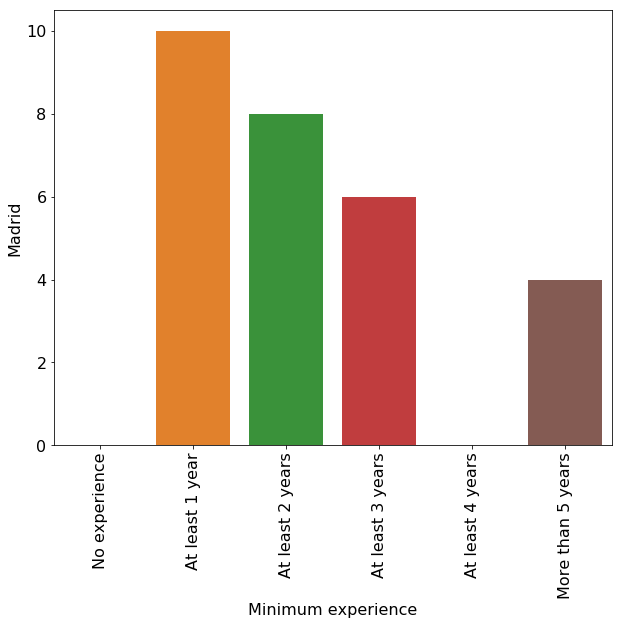 10
8
6
4
2
0
Madrid
No experience
At least 1 year
At least 2 years
At least 3 years
At least 4 years
More than 5 years
Minimum experience